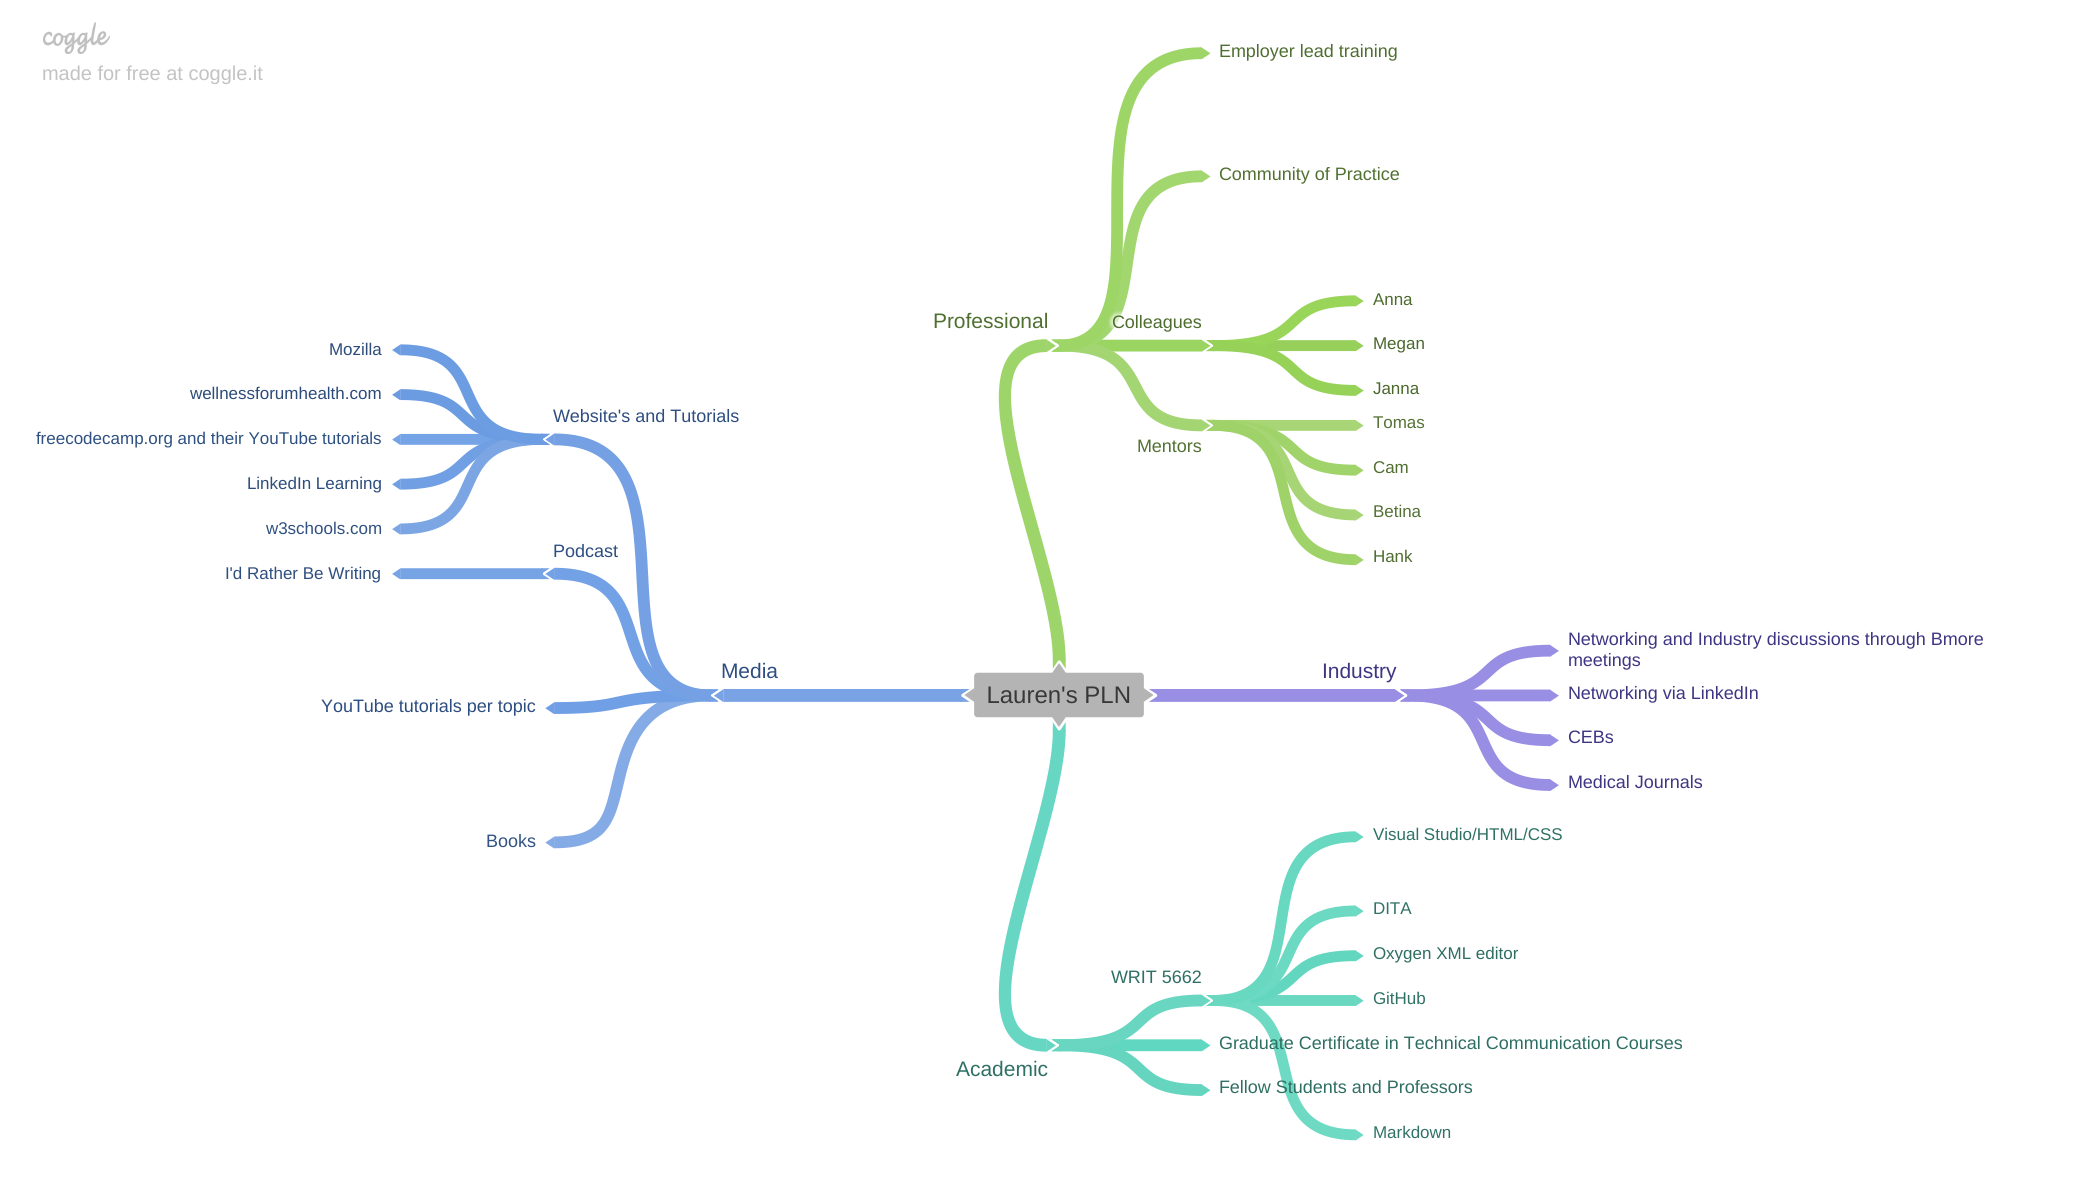 coggle
made for free at coggle.it
Employer lead training
Community of Practice
Professional
Colleagues
Anna
Megan
Janna
Mentors
Tomas
Cam
Betina
Hank
Mozilla
wellnessforumhealth.com
freecodecamp.org and their YouTube tutorials
LinkedIn Learning
w3schools.com
Website's and Tutorials
Podcast
I'd Rather Be Writing
Media
YouTube tutorials per topic
Books
Lauren's PLN
Industry
Networking and Industry discussions through Bmore
meetings
Networking via LinkedIn
CEBs
Medical Journals
Academic
WRIT 5662
Visual Studio/HTML/CSS
DITA
Oxygen XML editor
GitHub
Graduate Certificate in Technical Communication Courses
Fellow Students and Professors
Markdown